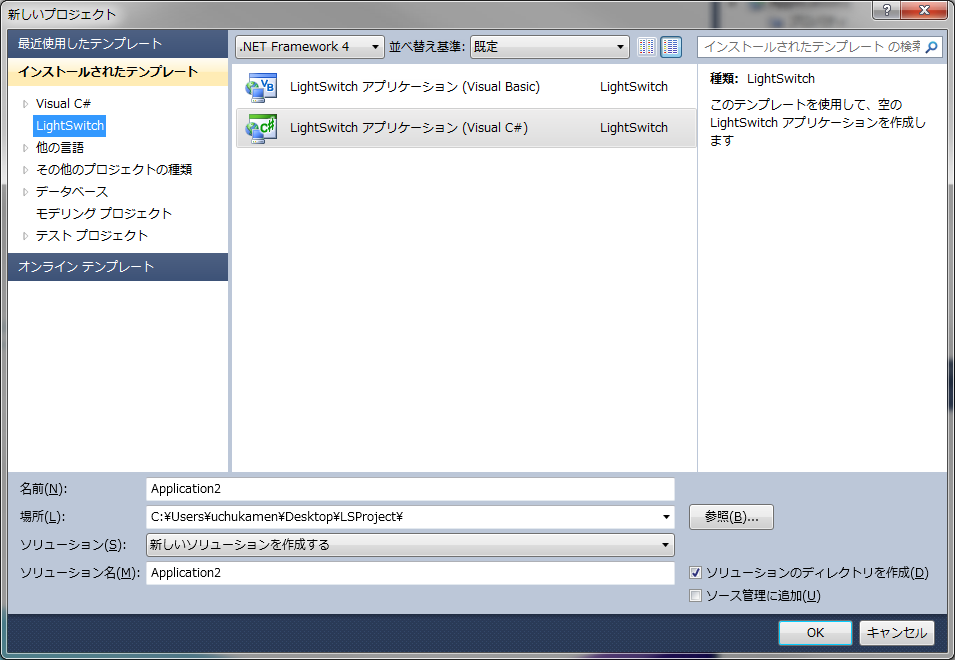 新しいプロジェクト
最近使用したテンプレート
.NET Framework 4 並べ替え基準: 既定
インストールされたテンプレート の検索
インストールされたテンプレート
Visual C#
LightSwitch
他の言語
その他のプロジェクトの種類
データベース
モデリング プロジェクト
テスト プロジェクト
オンライン テンプレート
LightSwitch アプリケーション (Visual Basic) LightSwitch
LightSwitch アプリケーション (Visual C#) LightSwitch
種類: LightSwitch
このテンプレートを使用して、空の
LightSwitch アプリケーションを作成し
ます
名前(N): Application2
場所(L): C:¥Users¥uchukamen¥Desktop¥LSProject¥ 参照(B)...
ソリューション(S): 新しいソリューションを作成する
ソリューション名(M): Application2
ソリューションのディレクトリを作成(D)
ソース管理に追加(U)
OK キャンセル